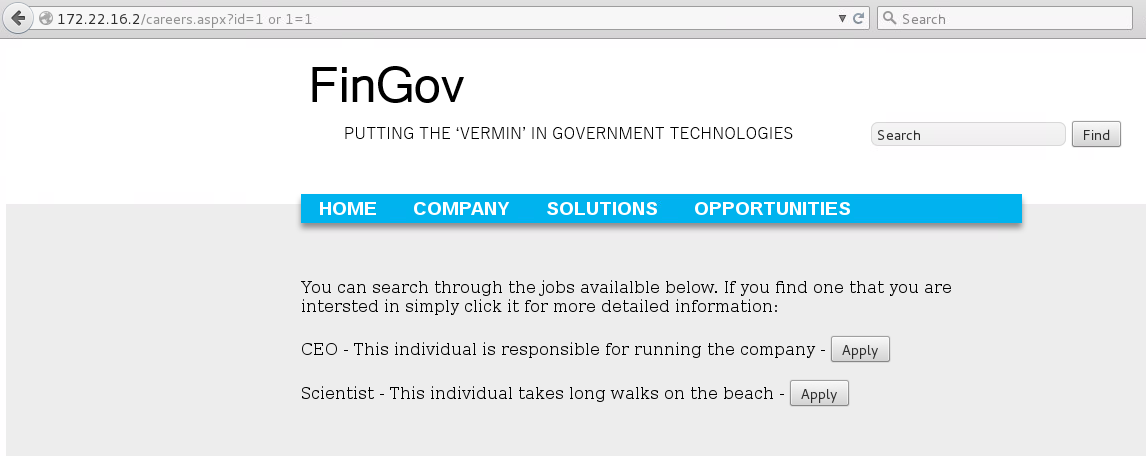 172.22.16.2/careers.aspx?id=1 or 1=1
Search
FinGov
PUTTING THE ‘VERMIN’ IN GOVERNMENT TECHNOLOGIES
Search
Find
HOME COMPANY SOLUTIONS OPPORTUNITIES
You can search through the jobs availalble below. If you find one that you are
intersted in simply click it for more detailed information:
CEO - This individual is responsible for running the company - Apply
Scientist - This individual takes long walks on the beach - Apply